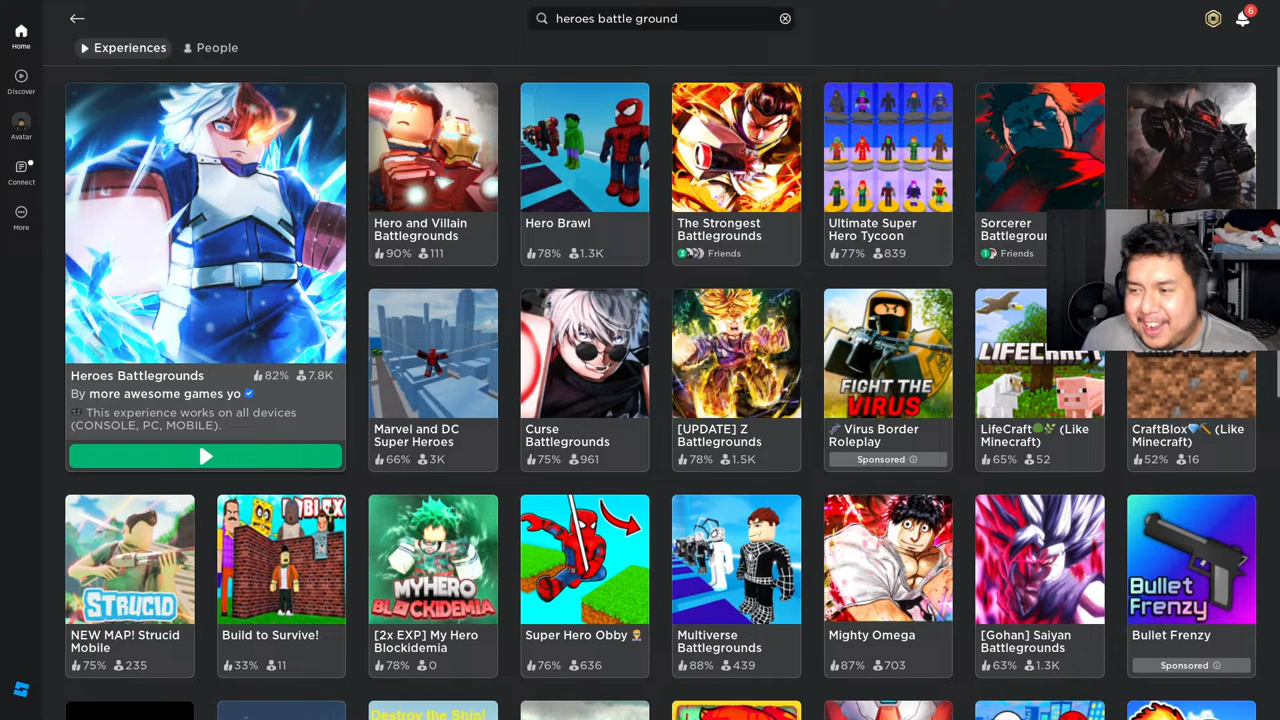 heroes battle ground
6
Home
Experiences
People
Discover
Avatar
Connect
More
Heroes Battlegrounds
82% 7.8K
By more awesome games yo
This experience works on all devices
(CONSOLE, PC, MOBILE).
Hero and Villain
Battlegrounds
90% 111
Hero Brawl
78% 1.3K
The Strongest
Battlegrounds
3 Friends
Ultimate Super
Hero Tycoon
77% 839
Sorcerer
1 Friends
Marvel and DC
Super Heroes
66% 3K
Curse
Battlegrounds
75% 961
[UPDATE] Z
Battlegrounds
78% 1.5K
FIGHT THE
VIRUS
Virus Border
Roleplay
Sponsored
LifeCraft (Like
Minecraft)
65% 52
CraftBlox (Like
Minecraft)
52% 16
STRUCID
NEW MAP! Strucid
Mobile
75% 235
Build to Survive!
33% 11
MYHERO
BLOCKIDEMIA
[2x EXP] My Hero
Blockidemia
78% 0
Super Hero Obby
76% 636
Multiverse
Battlegrounds
88% 439
Mighty Omega
87% 703
[Gohan] Saiyan
Battlegrounds
63% 1.3K
Bullet
Frenzy
Bullet Frenzy
Sponsored
Destroy the Ship!